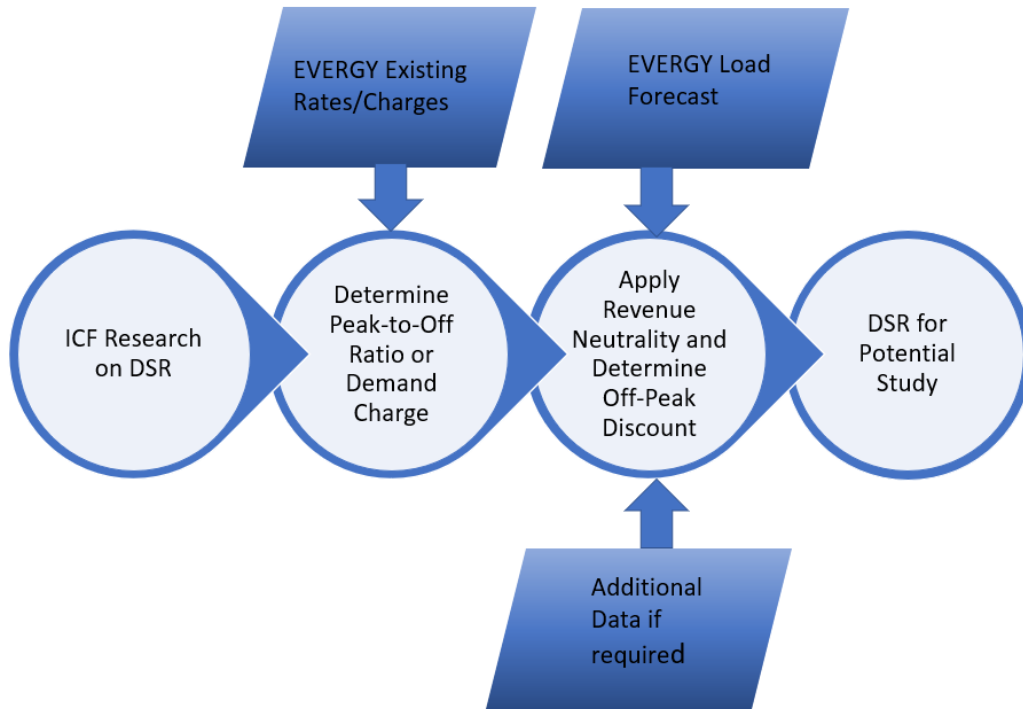 EVERGY Existing
Rates/Charges
EVERGY Load
Forecast
ICF Research
on DSR
Determine
Peak-to-Off
Ratio or
Demand
Charge
Apply
Revenue
Neutrality and
Determine
Off-Peak
Discount
DSR for
Potential
Study
Additional
Data if
required